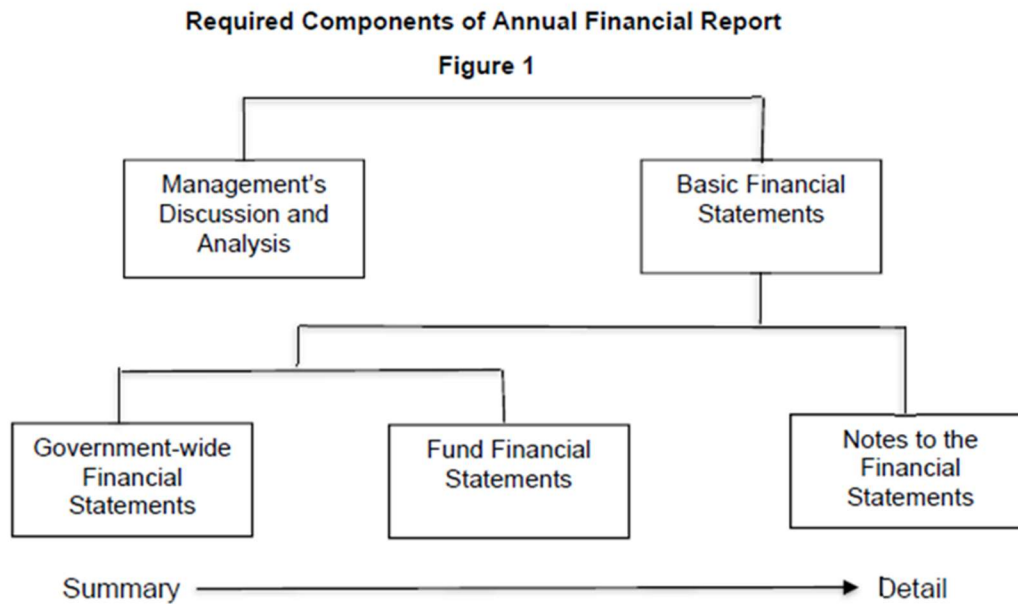 Required Components of Annual Financial Report
Figure 1
Management's
Discussion and
Analysis
Basic Financial
Statements
Government-wide
Financial
Statements
Fund Financial
Statements
Notes to the
Financial
Statements
Summary
Detail